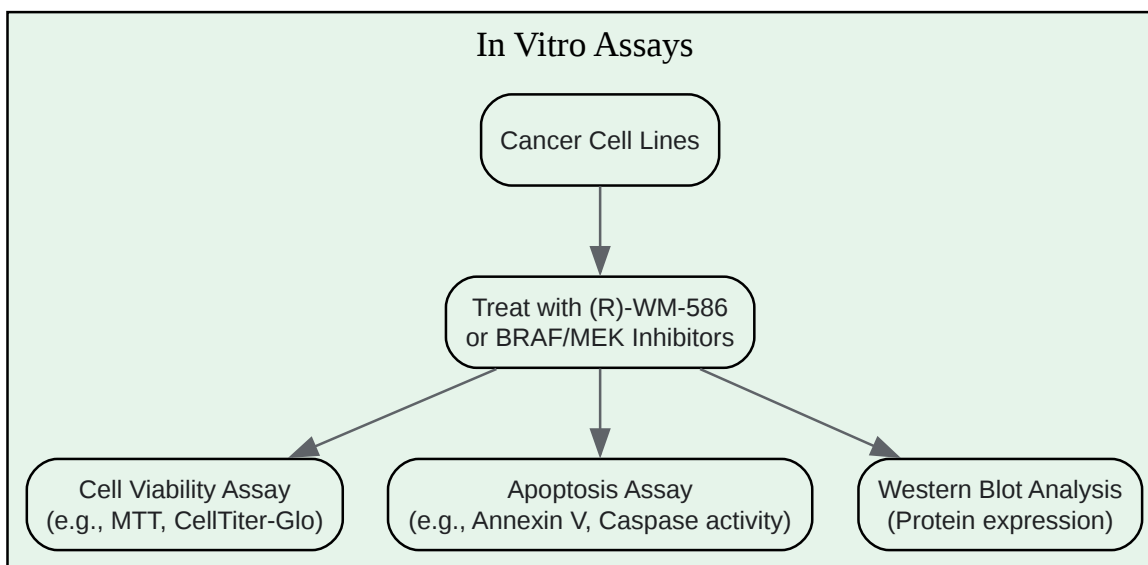 In Vitro Assays
Cancer Cell Lines
Treat with (R)-WM-586
or BRAF/MEK Inhibitors
Cell Viability Assay
(e.g., MTT, CellTiter-Glo)
Apoptosis Assay
(e.g., Annexin V, Caspase activity)
Western Blot Analysis
(Protein expression)